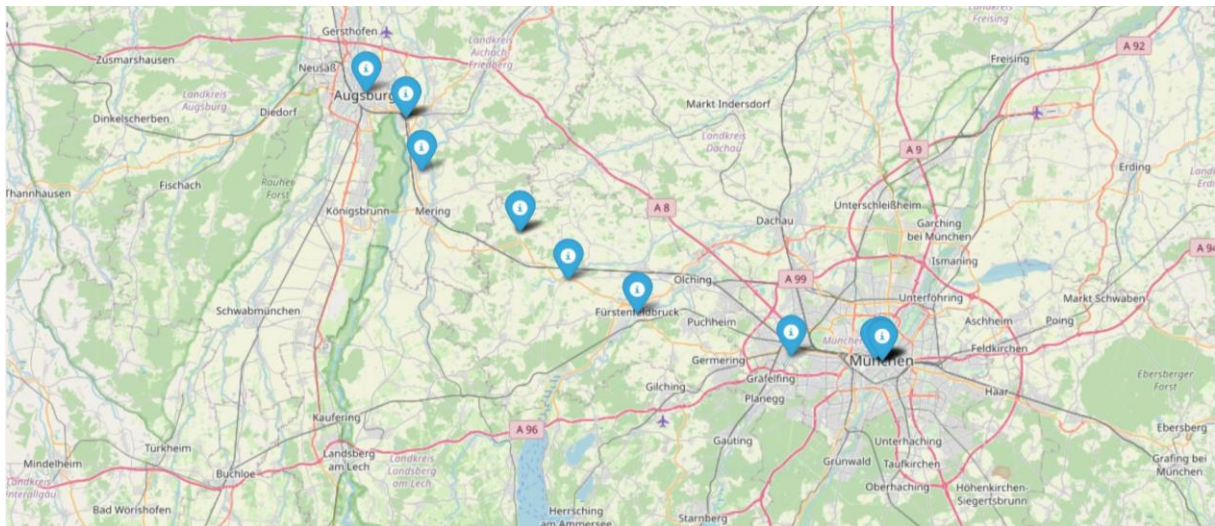 Gersthofen
Landkreis
Freising
A 92
Zusmarshausen
Landkreis
Aichach
Friedberg
Freising
Neusäß
Landkreis
Augsburg
Augsburg
Dinkelscherben
Diedorf
Markt Indersdorf
Landkreis
Dachau
A 9
Erding
Thannhausen
Fischach
Rauher
Forst
Königsbrunn
Mering
A 8
Dachau
Unterschleißheim
Garching
bei München
Ismaning
A 94
Olching
A 99
Unterföhring
Markt Schwaben
Schwabmünchen
Fürstenfeldbruck
Puchheim
Aschheim
Poing
Germering
München
Feldkirchen
Gräfelfing
Planegg
Gilching
Haar
Ebersberger
Forst
Kaufering
A 96
Gauting
Unterhaching
Ebersberg
Türkheim
Landsberg
am Lech
Landkreis
Landsberg
am Lech
Grünwald
Taufkirchen
Grafing bei
München
Mindelheim
Buchloe
Oberhaching
Höhenkirchen-
Siegertsbrunn
Landkreis
Bad Wörishofen
Herrsching
am Ammersee
Starnberg